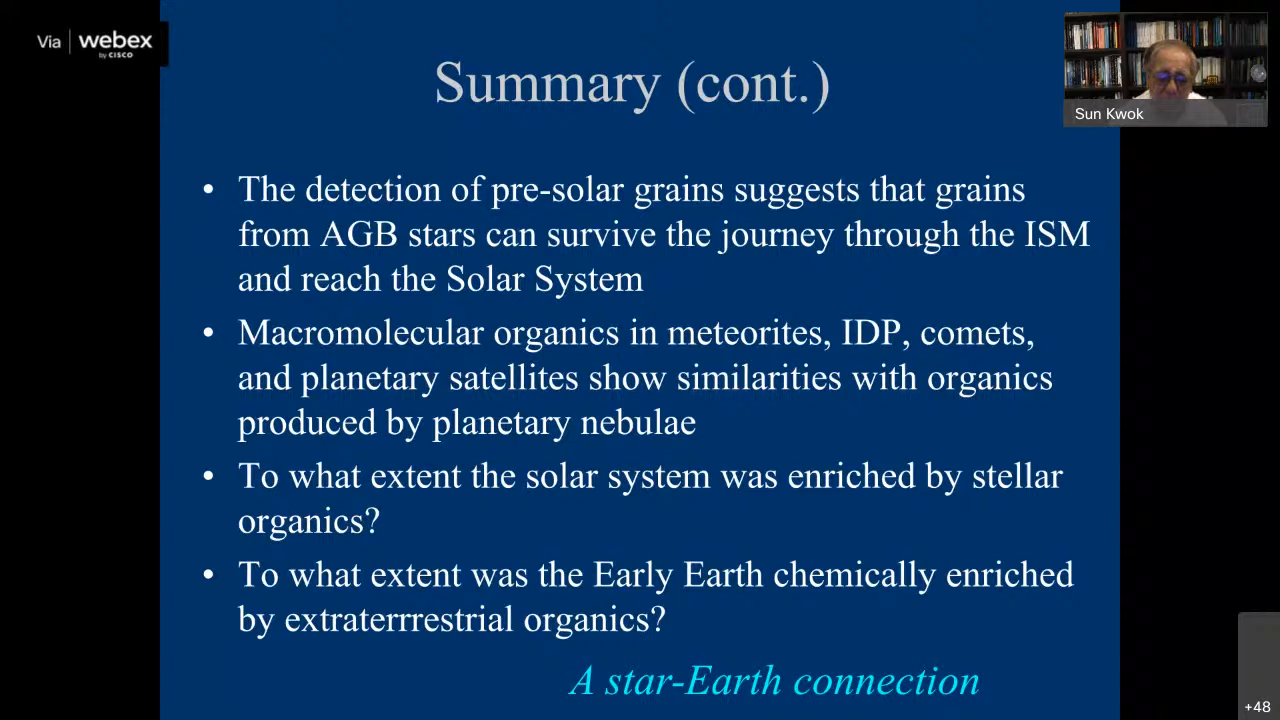 Via webex
by CISCO
Sun Kwok
Summary (cont.)
• The detection of pre-solar grains suggests that grains
from AGB stars can survive the journey through the ISM
and reach the Solar System
• Macromolecular organics in meteorites, IDP, comets,
and planetary satellites show similarities with organics
produced by planetary nebulae
• To what extent the solar system was enriched by stellar
organics?
• To what extent was the Early Earth chemically enriched
by extraterrrestrial organics?
A star-Earth connection
+48